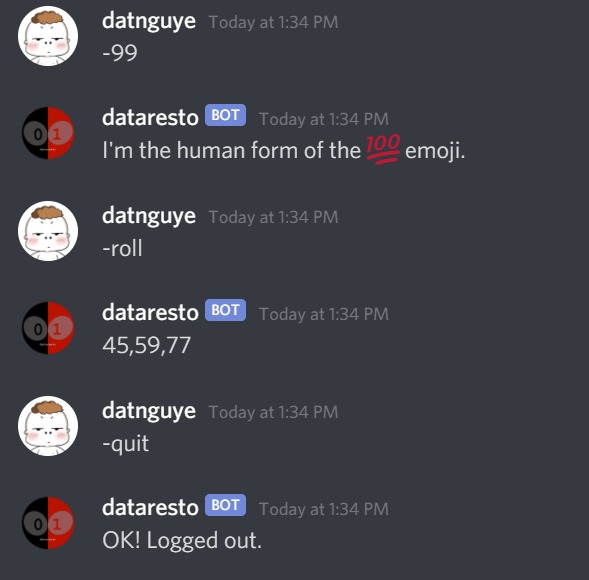 datnguye Today at 1:34 PM
-99
dataresto BOT Today at 1:34 PM
I'm the human form of the 💯 emoji.
datnguye Today at 1:34 PM
-roll
dataresto BOT Today at 1:34 PM
45,59,77
datnguye Today at 1:34 PM
-quit
dataresto BOT Today at 1:34 PM
OK! Logged out.